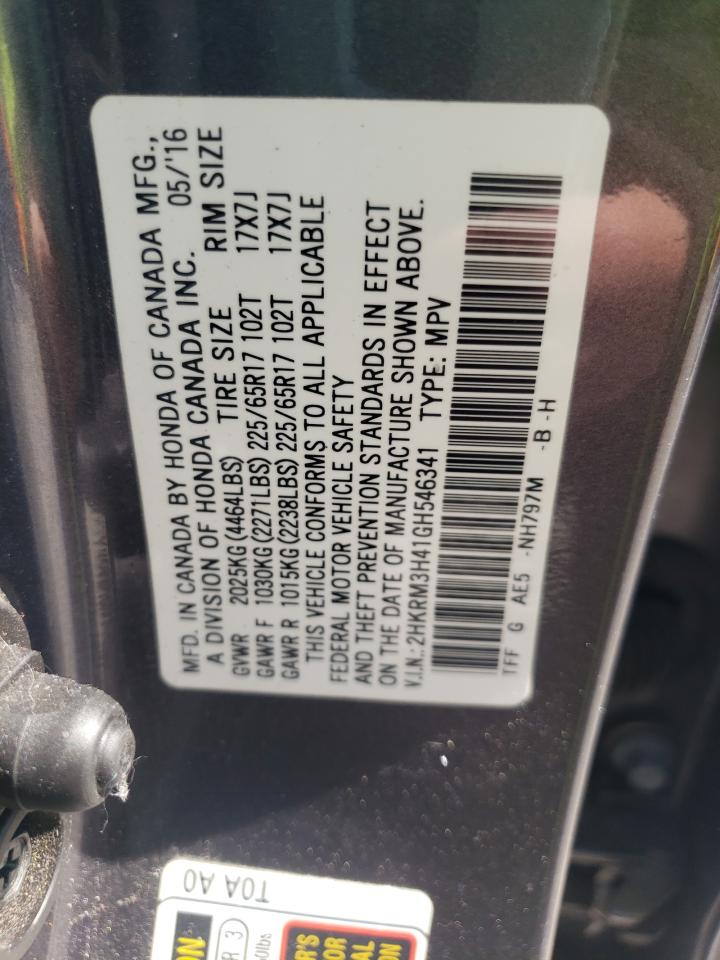 MFD. IN CANADA BY HONDA OF CANADA MFG.,
A DIVISION OF HONDA CANADA INC. 05/'16
GVWR 2025KG(4464LBS) TIRE SIZE RIM SIZE
GAWR F 1030KG(2271LBS) 225/65R17 102T 17X7J
GAWR R 1015KG(2238LBS) 225/65R17 102T 17X7J
THIS VEHICLE CONFORMS TO ALL APPLICABLE
FEDERAL MOTOR VEHICLE SAFETY
AND THEFT PREVENTION STANDARDS IN EFFECT
ON THE DATE OF MANUFACTURE SHOWN ABOVE.
V.I.N.:2HKRM3H41GH546341 TYPE: MPV
TFF G AE5 -NH797M -B -H
T0A A0